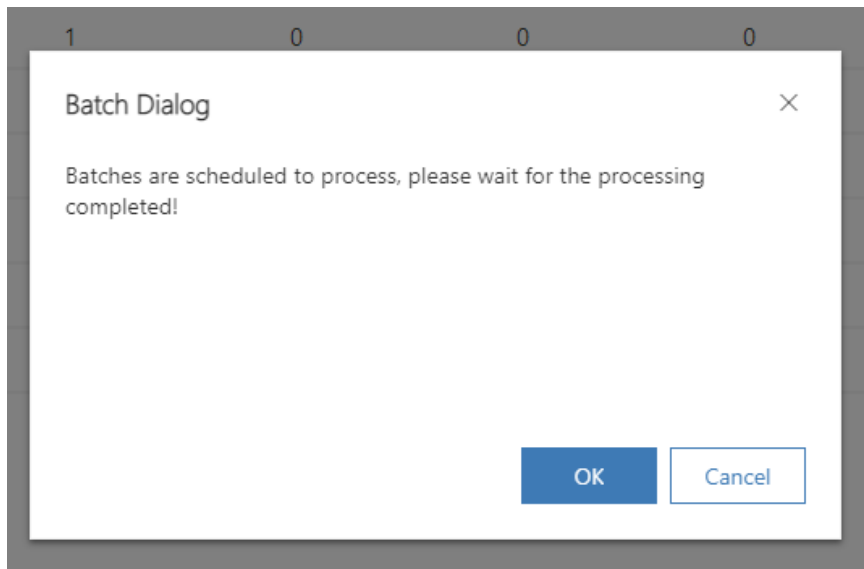 1 0 0 0
Batch Dialog
Batches are scheduled to process, please wait for the processing
completed!
OK Cancel